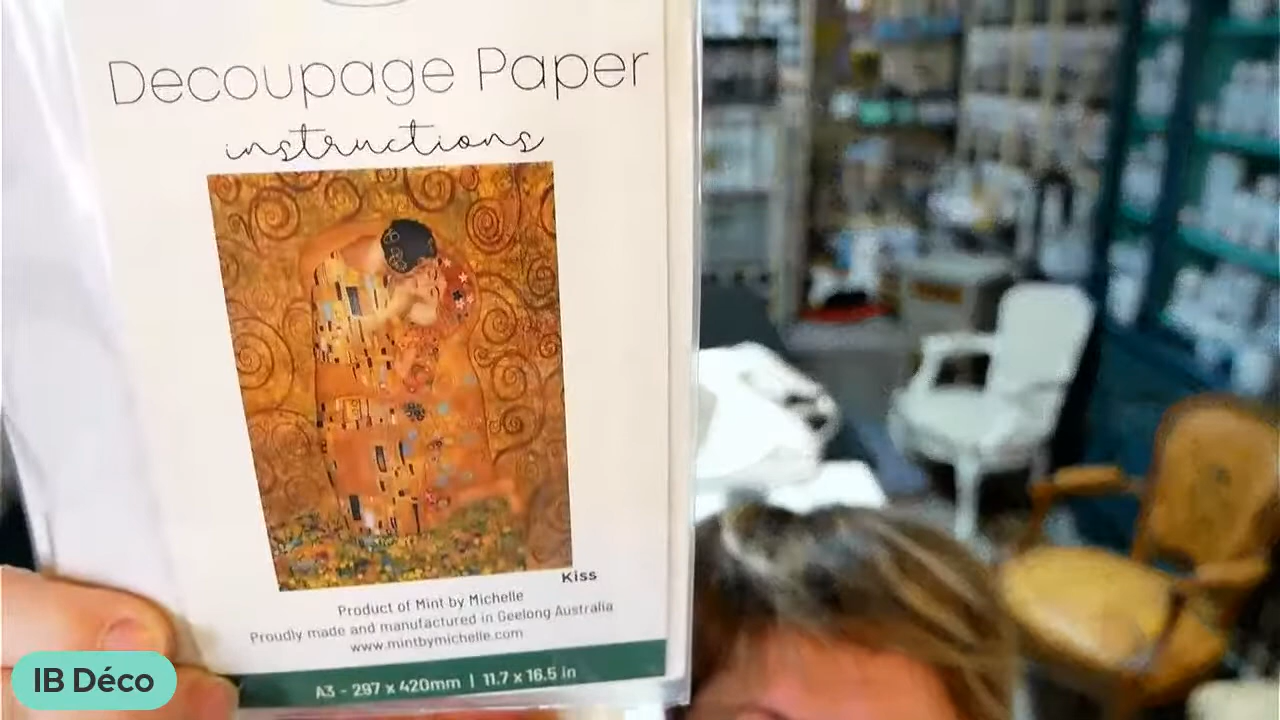 Decoupage Paper
instructions
Kiss
Product of Mint by Michelle
Proudly made and manufactured in Geelong Australia
www.mintbymichelle.com
A3 - 297 x 420mm | 11.7 x 16.5 in
IB Déco